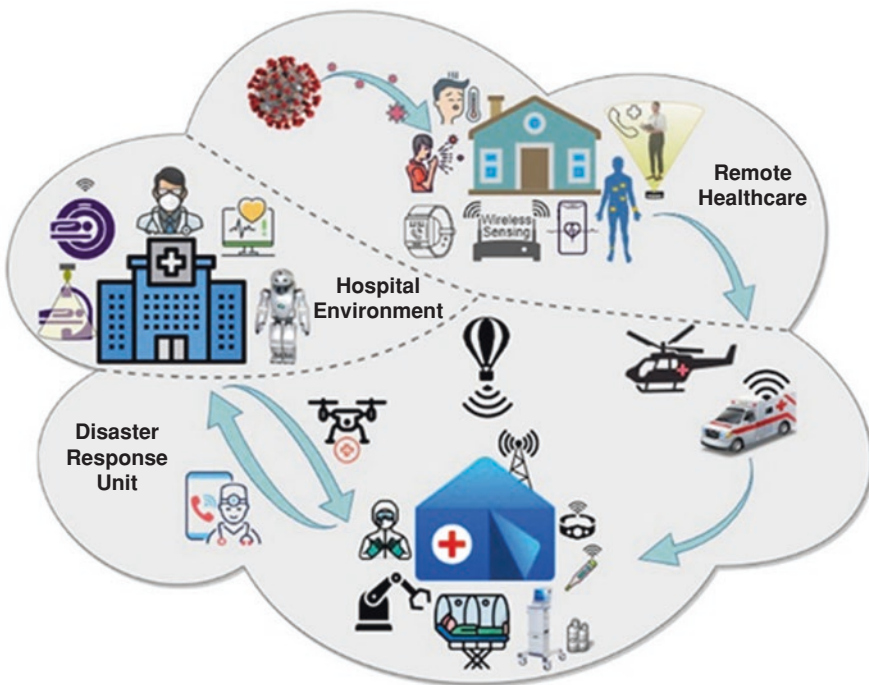 Remote
Healthcare
Wireless
Sensing
Hospital
Environment
Disaster
Response
Unit